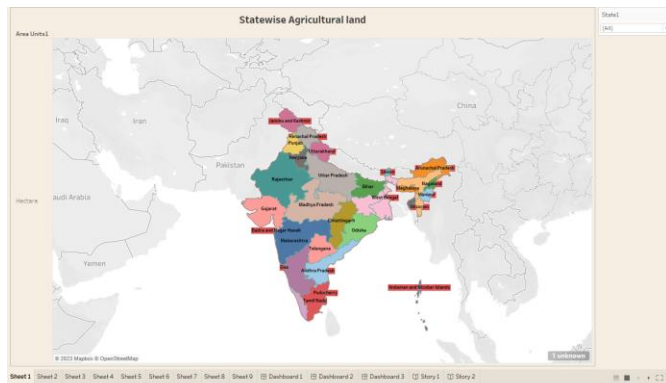 Statewise Agricultural land
State1
(All)
Area Units1
China
Iraq
Iran
Jammu and Kashmir
Himachal Pradesh
Punjab
Uttarakhand
Haryana
Pakistan
Arunachal Pradesh
Sikkim
Rajasthan
Uttar Pradesh
Bihar
Nagaland
Meghalaya
Manipur
Hectare
Saudi Arabia
West Bengal
Gujarat
Madhya Pradesh
Mizoram
Chhattisgarh
Dadra and Nagar Haveli
Odisha
Maharashtra
Telangana
Yemen
Goa
Andhra Pradesh
Andaman and Nicobar Islands
Puducherry
Tamil Nadu
© 2023 Mapbox © OpenStreetMap
1 unknown
Sheet 1 Sheet 2 Sheet 3 Sheet 4 Sheet 5 Sheet 6 Sheet 7 Sheet 8 Sheet 9 Dashboard 1 Dashboard 2 Dashboard 3 Story 1 Story 2